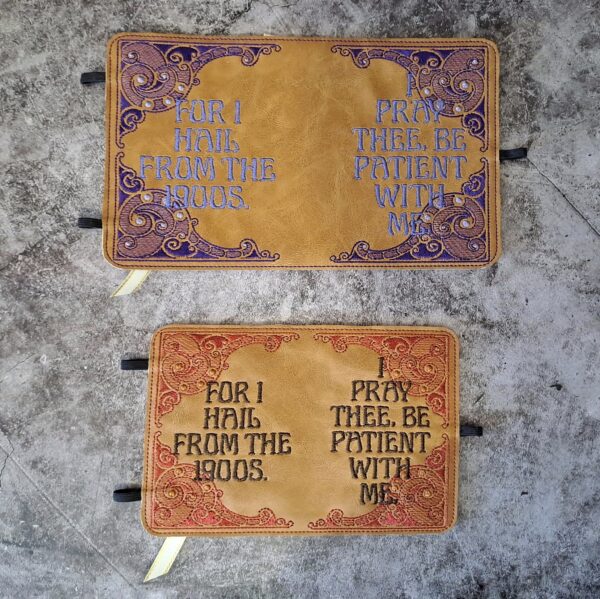 FOR I
HAIL
FROM THE
1900S.
I
PRAY
THEE, BE
PATIENT
WITH
ME,
FOR I
HAIL
FROM THE
1900S.
I
PRAY
THEE, BE
PATIENT
WITH
ME,